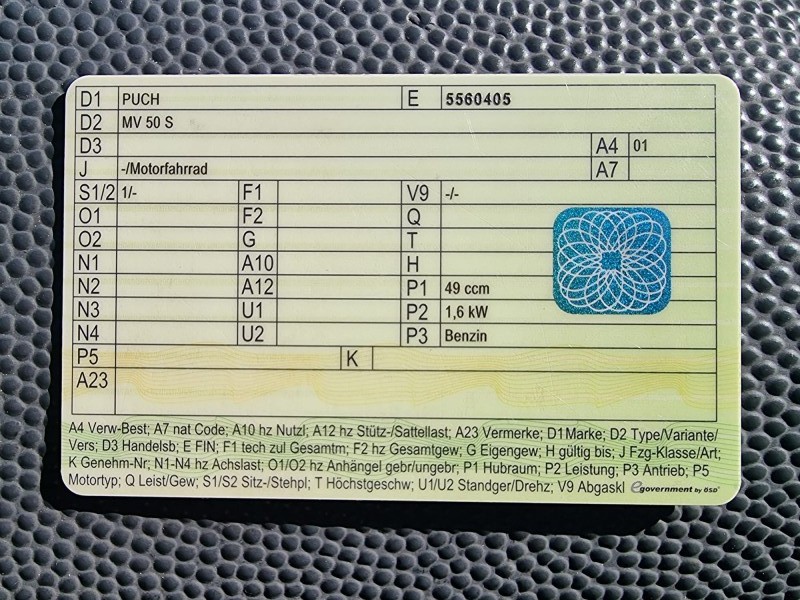 D1 PUCH E 5560405
D2 MV 50 S
D3 A4 01
J -/Motorfahrrad A7
S1/2 1/- F1 V9 -/-
O1 F2 Q
O2 G T
N1 A10 H
N2 A12 P1 49 ccm
N3 U1 P2 1,6 kW
N4 U2 P3 Benzin
P5 K
A23
A4 Verw-Best; A7 nat Code; A10 hz Nutzl; A12 hz Stütz-/Sattellast; A23 Vermerke; D1Marke; D2 Type/Variante/
Vers; D3 Handelsb; E FIN; F1 tech zul Gesamtm; F2 hz Gesamtgew; G Eigengew; H gültig bis; J Fzg-Klasse/Art;
K Genehm-Nr; N1-N4 hz Achslast; O1/O2 hz Anhängel gebr/ungebr; P1 Hubraum; P2 Leistung; P3 Antrieb; P5
Motortyp; Q Leist/Gew; S1/S2 Sitz-/Stehpl; T Höchstgeschw; U1/U2 Standger/Drehz; V9 Abgaskl egovernment by BSD